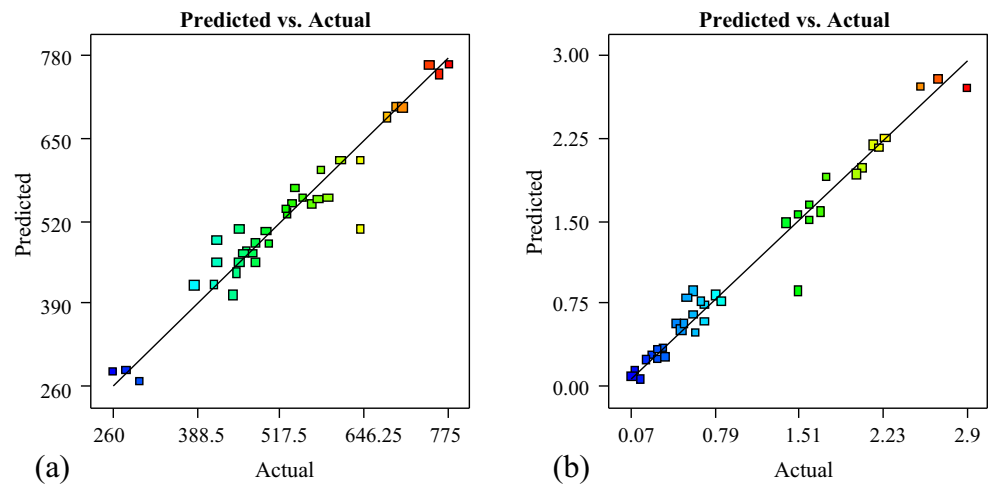 Predicted vs. Actual
780
650
520
390
260
Predicted
260 388.5 517.5 646.25 775
Actual
(a)
Predicted vs. Actual
3.00
2.25
1.50
0.75
0.00
Predicted
0.07 0.79 1.51 2.23 2.9
Actual
(b)